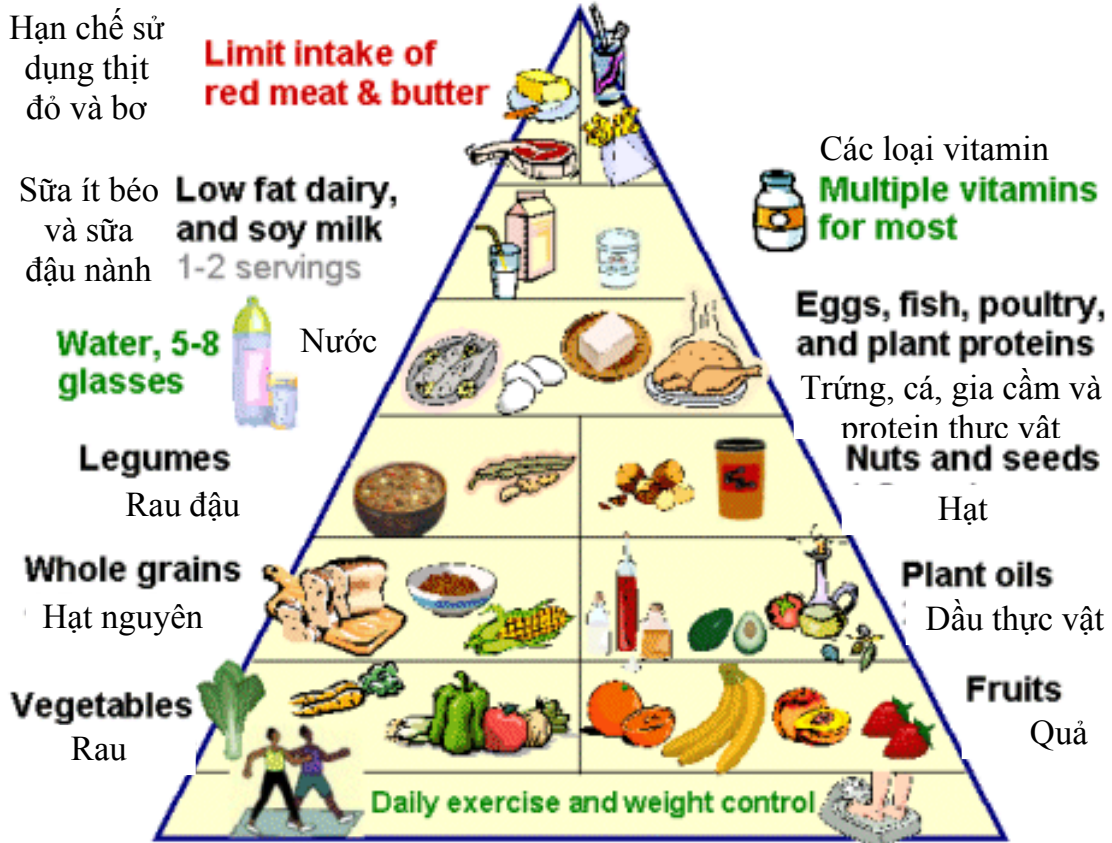 Hạn chế sử
dụng thịt
đỏ và bơ
Limit intake of
red meat & butter
Các loại vitamin
Multiple vitamins
for most
Sữa ít béo
và sữa
đậu nành
Low fat dairy,
and soy milk
1-2 servings
Water, 5-8
glasses
Nước
Eggs, fish, poultry,
and plant proteins
Trứng, cá, gia cầm và
protein thực vật
Legumes
Rau đậu
Nuts and seeds
Hạt
Whole grains
Hạt nguyên
Plant oils
Dầu thực vật
Vegetables
Rau
Fruits
Quả
Daily exercise and weight control